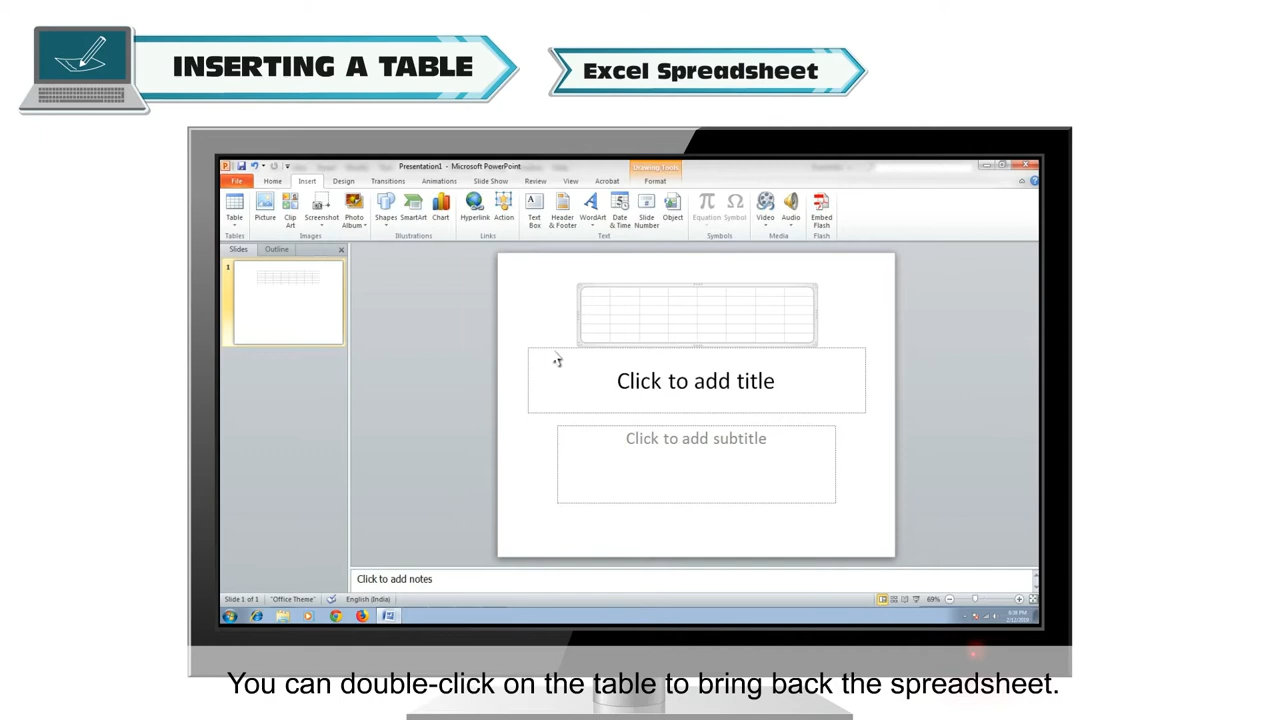 INSERTING A TABLE
Excel Spreadsheet
Presentation1 - Microsoft PowerPoint
Drawing Tools
File Home Insert Design Transitions Animations Slide Show Review View Acrobat Format
Table Picture Clip Art Screenshot Photo Album Shapes SmartArt Chart Hyperlink Action Text Box Header & Footer WordArt Date & Time Slide Number Object Equation Symbol Video Audio Embed Flash
Tables Images Illustrations Links Text Symbols Media Flash
Slides Outline
1
Click to add title
Click to add subtitle
Click to add notes
Slide 1 of 1 "Office Theme" English (India) 69%
2/12/2019
You can double-click on the table to bring back the spreadsheet.